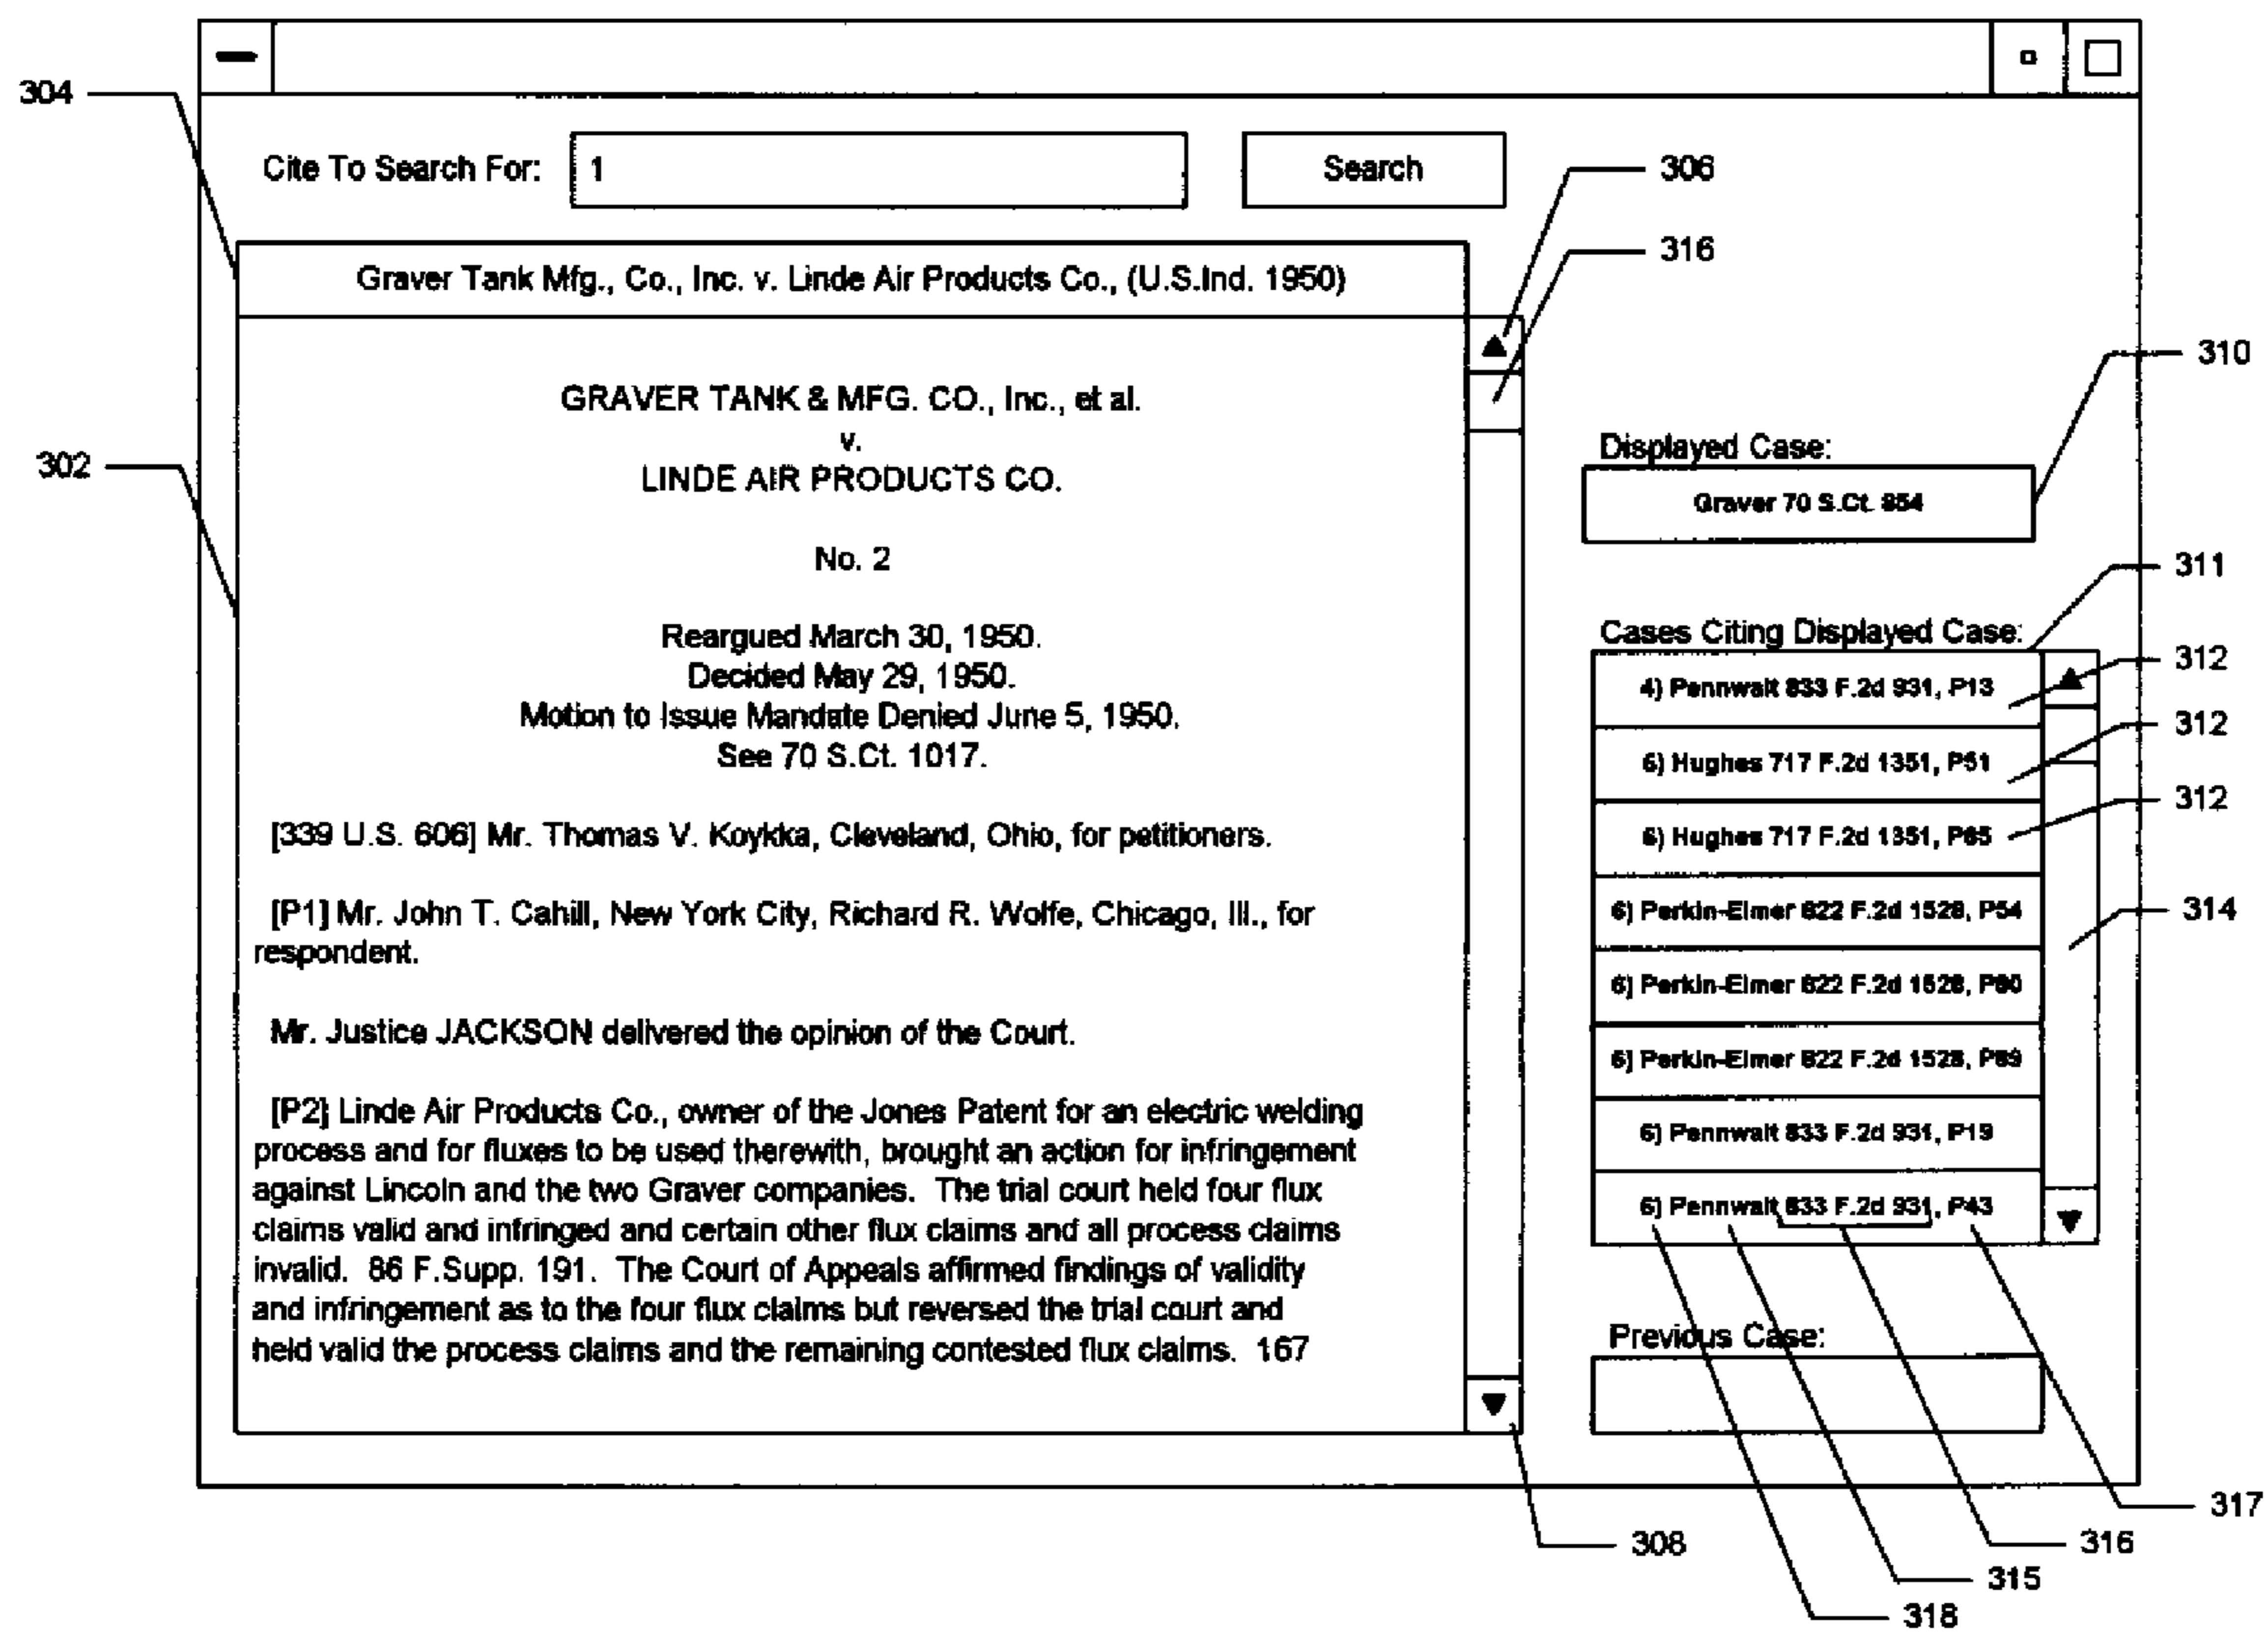 304
Cite To Search For: 1 Search
306
316
Graver Tank Mfg., Co., Inc. v. Linde Air Products Co., (U.S.Ind. 1950)
310
GRAVER TANK & MFG. CO., Inc., et al.
v.
LINDE AIR PRODUCTS CO.
302
No. 2
Reargued March 30, 1950.
Decided May 29, 1950.
Motion to Issue Mandate Denied June 5, 1950.
See 70 S.Ct. 1017.
[339 U.S. 606] Mr. Thomas V. Koykka, Cleveland, Ohio, for petitioners.
[P1] Mr. John T. Cahill, New York City, Richard R. Wolfe, Chicago, Ill., for
respondent.
Mr. Justice JACKSON delivered the opinion of the Court.
[P2] Linde Air Products Co., owner of the Jones Patent for an electric welding
process and for fluxes to be used therewith, brought an action for infringement
against Lincoln and the two Graver companies. The trial court held four flux
claims valid and infringed and certain other flux claims and all process claims
invalid. 86 F.Supp. 191. The Court of Appeals affirmed findings of validity
and infringement as to the four flux claims but reversed the trial court and
held valid the process claims and the remaining contested flux claims. 167
Displayed Case:
Graver 70 S.Ct. 854
311
Cases Citing Displayed Case:
312
4) Pennwalt 833 F.2d 931, P13
312
6) Hughes 717 F.2d 1351, P51
312
6) Hughes 717 F.2d 1351, P65
6) Perkin-Elmer 822 F.2d 1528, P54
314
6) Perkin-Elmer 822 F.2d 1528,
6) Perkin-Elmer 822 F.2d 1528, P89
6) Pennwalt 833 F.2d 931, P19
6) Pennwalt 833 F.2d 931, P43
Previous Case:
317
316
308
315
318